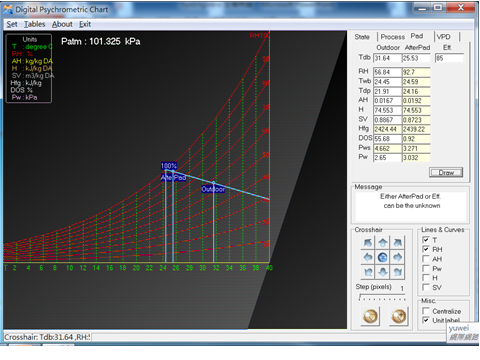 Digital Psychrometric Chart
Set Tables About Exit
Patm : 101.325 kPa
Units
T : degree C
RH : %
AH : kg/kg DA
H : kJ/kg DA
SV : m3/kg DA
Hfg : kJ/kg DA
DOS : %
Pw : kPa
100%
AfterPad
Outdoor
T 2 4 6 8 10 12 14 16 18 20 22 24 26 28 30 32 34 36 38 40
State Process Pad VPD
Outdoor AfterPad Eff.
Tdb 31.64 25.53 85
RH 56.84 92.7
Twb 24.45 24.59
Tdp 21.91 24.16
AH 0.0167 0.0192
H 74.553 74.553
SV 0.8867 0.8723
Hfg 2424.44 2439.22
DOS 55.68 0.92
Pws 4.662 3.271
Pw 2.65 3.032
Draw
Message
Either AfterPad or Eff.
can be the unknown
Crosshair
Step (pixels) 1
Lines & Curves
T
RH
AH
Pw
H
SV
Misc.
Centralize
Unit label
yuwei
Crosshair: Tdb:31.64 ,RH: